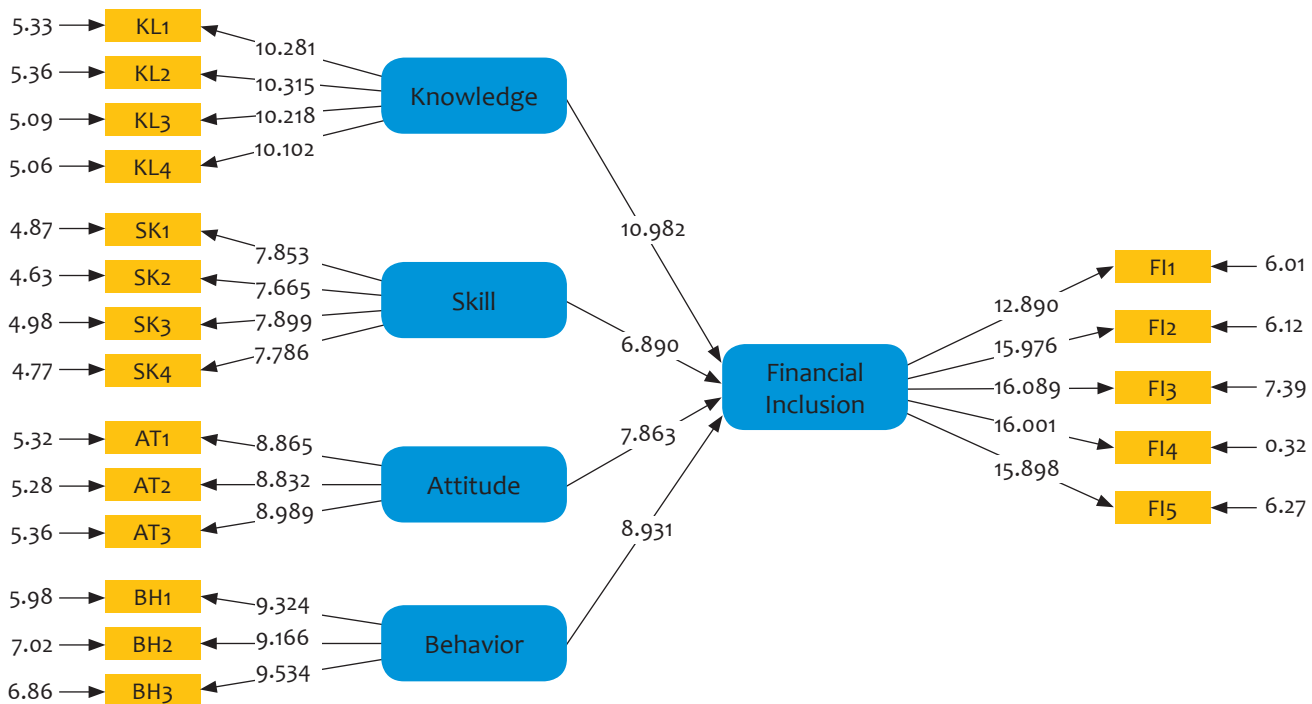 5.33 KL1
10.281
5.36 KL2
10.315
5.09 KL3
10.218
5.06 KL4
10.102
Knowledge
10.982
4.87 SK1
7.853
4.63 SK2
7.665
4.98 SK3
7.899
4.77 SK4
7.786
Skill
6.890
5.32 AT1
8.865
5.28 AT2
8.832
5.36 AT3
8.989
Attitude
7.863
5.98 BH1
9.324
7.02 BH2
9.166
6.86 BH3
9.534
Behavior
8.931
Financial
Inclusion
12.890
FI1 6.01
15.976
FI2 6.12
16.089
FI3 7.39
16.001
FI4 0.32
15.898
FI5 6.27